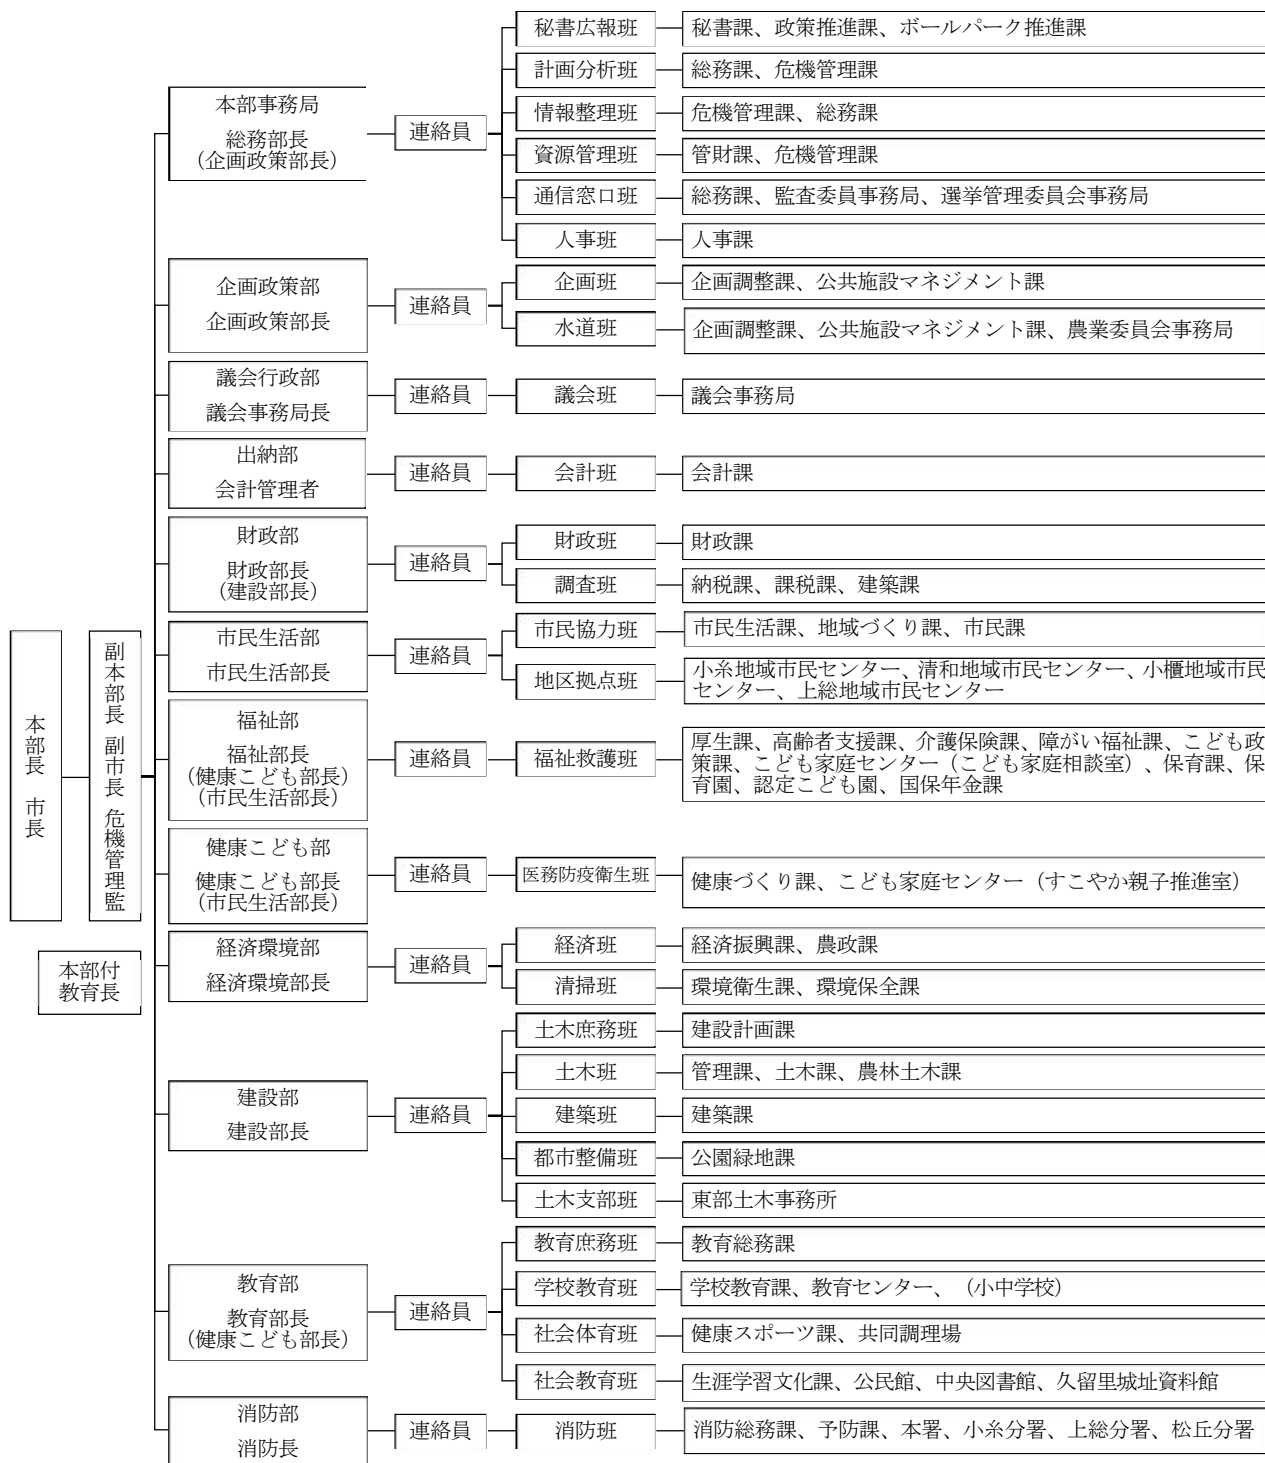 本部長　市長
副本部長　副市長　危機管理監
本部付
教育長
本部事務局
総務部長
（企画政策部長）
連絡員
秘書広報班
秘書課、政策推進課、ボールパーク推進課
計画分析班
総務課、危機管理課
情報整理班
危機管理課、総務課
資源管理班
管財課、危機管理課
通信窓口班
総務課、監査委員事務局、選挙管理委員会事務局
人事班
人事課
企画政策部
企画政策部長
連絡員
企画班
企画調整課、公共施設マネジメント課
水道班
企画調整課、公共施設マネジメント課、農業委員会事務局
議会行政部
議会事務局長
連絡員
議会班
議会事務局
出納部
会計管理者
連絡員
会計班
会計課
財政部
財政部長
（建設部長）
連絡員
財政班
財政課
調査班
納税課、課税課、建築課
市民生活部
市民生活部長
連絡員
市民協力班
市民生活課、地域づくり課、市民課
地区拠点班
小糸地域市民センター、清和地域市民センター、小櫃地域市民
センター、上総地域市民センター
福祉部
福祉部長
（健康こども部長）
（市民生活部長）
連絡員
福祉救護班
厚生課、高齢者支援課、介護保険課、障がい福祉課、こども政
策課、こども家庭センター（こども家庭相談室）、保育課、保
育園、認定こども園、国保年金課
健康こども部
健康こども部長
（市民生活部長）
連絡員
医務防疫衛生班
健康づくり課、こども家庭センター（すこやか親子推進室）
経済環境部
経済環境部長
連絡員
経済班
経済振興課、農政課
清掃班
環境衛生課、環境保全課
建設部
建設部長
連絡員
土木庶務班
建設計画課
土木班
管理課、土木課、農林土木課
建築班
建築課
都市整備班
公園緑地課
土木支部班
東部土木事務所
教育部
教育部長
（健康こども部長）
連絡員
教育庶務班
教育総務課
学校教育班
学校教育課、教育センター、（小中学校）
社会体育班
健康スポーツ課、共同調理場
社会教育班
生涯学習文化課、公民館、中央図書館、久留里城址資料館
消防部
消防長
連絡員
消防班
消防総務課、予防課、本署、小糸分署、上総分署、松丘分署